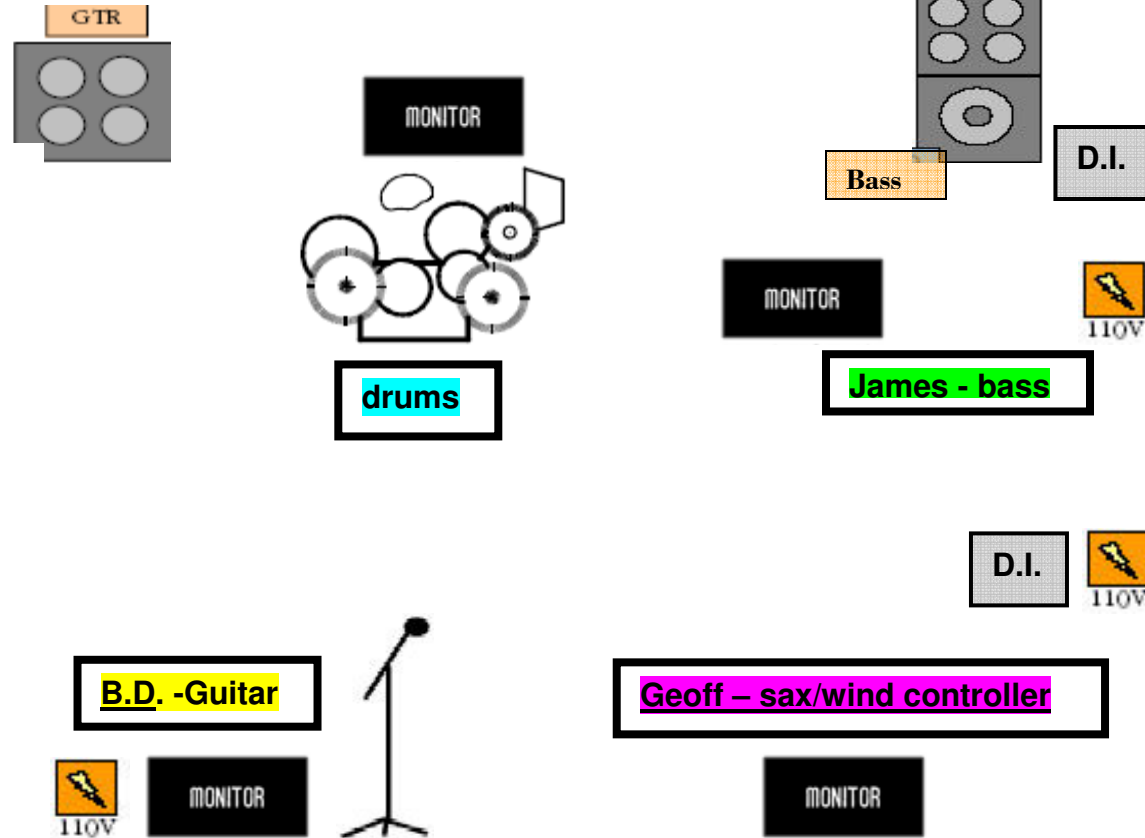 GTR
MONITOR
Bass
D.I.
MONITOR
110V
drums
James - bass
D.I.
110V
B.D. -Guitar
Geoff – sax/wind controller
110V
MONITOR
MONITOR